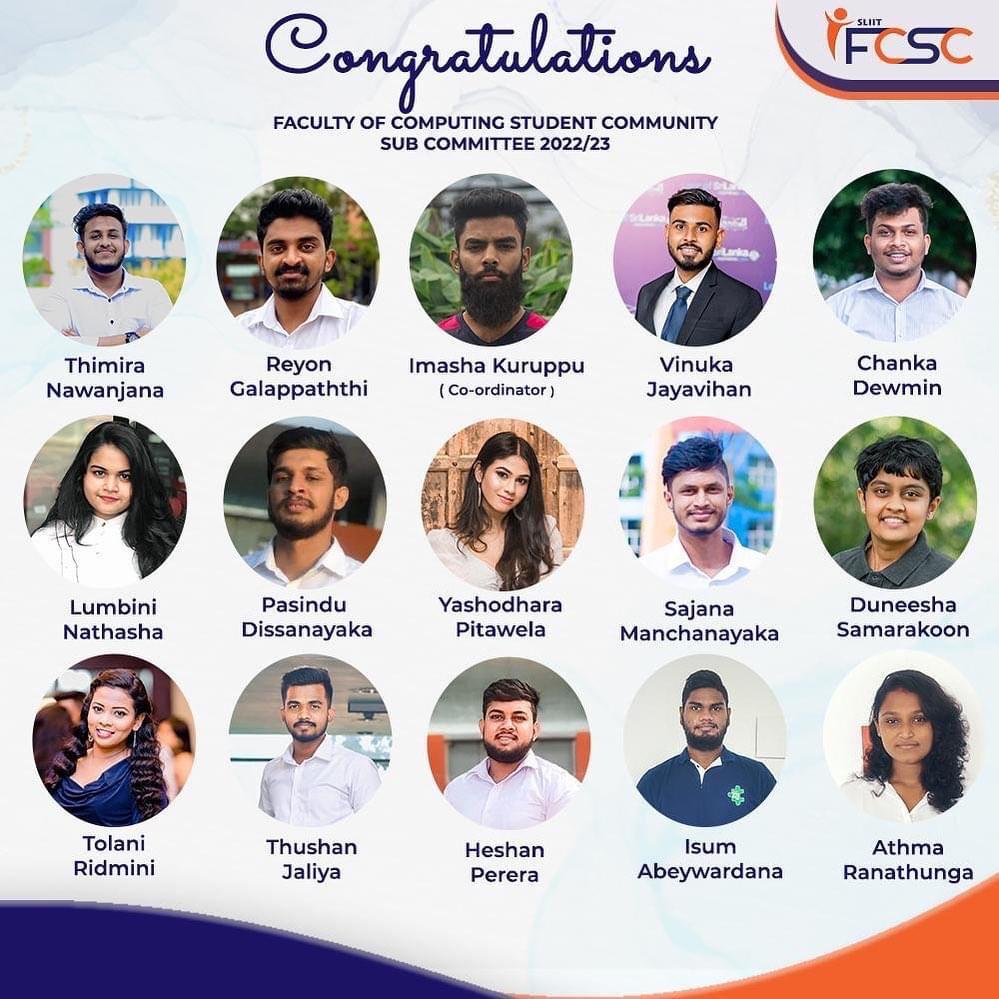 Congratulations
SLIIT
FCSC
FACULTY OF COMPUTING STUDENT COMMUNITY
SUB COMMITTEE 2022/23
SriLanka
Thimira
Nawanjana
Reyon
Galappaththi
Imasha Kuruppu
( Co-ordinator )
Vinuka
Jayavihan
Chanka
Dewmin
Lumbini
Nathasha
Pasindu
Dissanayaka
Yashodhara
Pitawela
Sajana
Manchanayaka
Duneesha
Samarakoon
Tolani
Ridmini
Thushan
Jaliya
Heshan
Perera
Isum
Abeywardana
Athma
Ranathunga